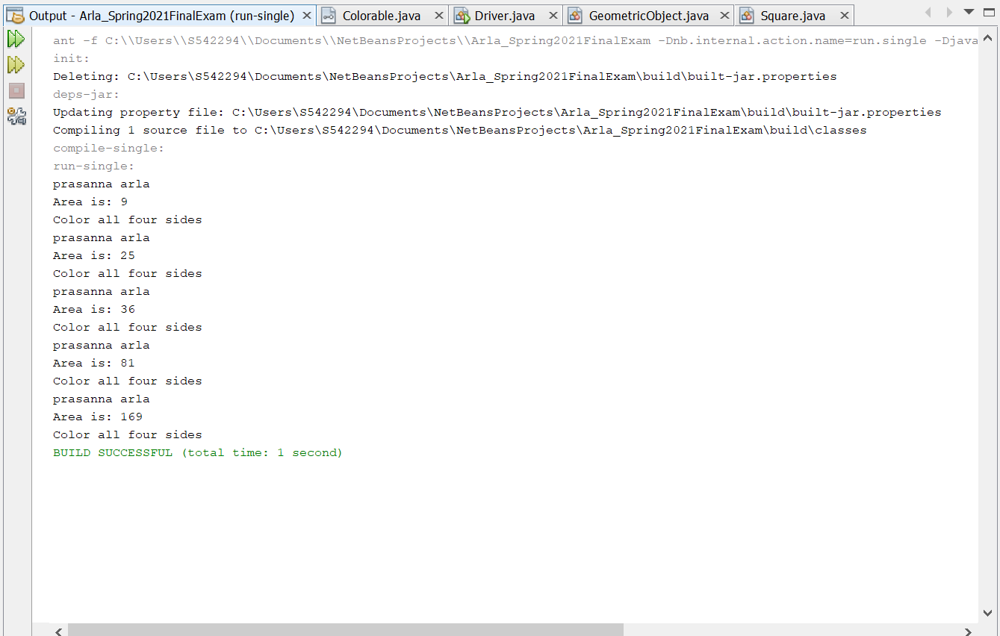 Output - Arla_Spring2021FinalExam (run-single) Colorable.java Driver.java GeometricObject.java Square.java
ant -f C:\\Users\\S542294\\Documents\\NetBeansProjects\\Arla_Spring2021FinalExam -Dnb.internal.action.name=run.single -Djava
init:
Deleting: C:\Users\S542294\Documents\NetBeansProjects\Arla_Spring2021FinalExam\build\built-jar.properties
deps-jar:
Updating property file: C:\Users\S542294\Documents\NetBeansProjects\Arla_Spring2021FinalExam\build\built-jar.properties
Compiling 1 source file to C:\Users\S542294\Documents\NetBeansProjects\Arla_Spring2021FinalExam\build\classes
compile-single:
run-single:
prasanna arla
Area is: 9
Color all four sides
prasanna arla
Area is: 25
Color all four sides
prasanna arla
Area is: 36
Color all four sides
prasanna arla
Area is: 81
Color all four sides
prasanna arla
Area is: 169
Color all four sides
BUILD SUCCESSFUL (total time: 1 second)